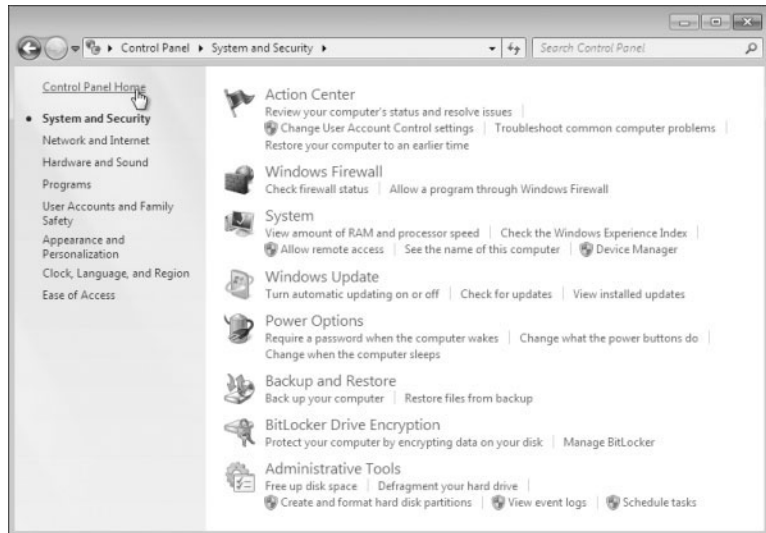 Control Panel ▸ System and Security ▸
Search Control Panel
Control Panel Home
• System and Security
Network and Internet
Hardware and Sound
Programs
User Accounts and Family
Safety
Appearance and
Personalization
Clock, Language, and Region
Ease of Access
Action Center
Review your computer's status and resolve issues |
Change User Account Control settings | Troubleshoot common computer problems |
Restore your computer to an earlier time
Windows Firewall
Check firewall status | Allow a program through Windows Firewall
System
View amount of RAM and processor speed | Check the Windows Experience Index |
Allow remote access | See the name of this computer | Device Manager
Windows Update
Turn automatic updating on or off | Check for updates | View installed updates
Power Options
Require a password when the computer wakes | Change what the power buttons do |
Change when the computer sleeps
Backup and Restore
Back up your computer | Restore files from backup
BitLocker Drive Encryption
Protect your computer by encrypting data on your disk | Manage BitLocker
Administrative Tools
Free up disk space | Defragment your hard drive |
Create and format hard disk partitions | View event logs | Schedule tasks